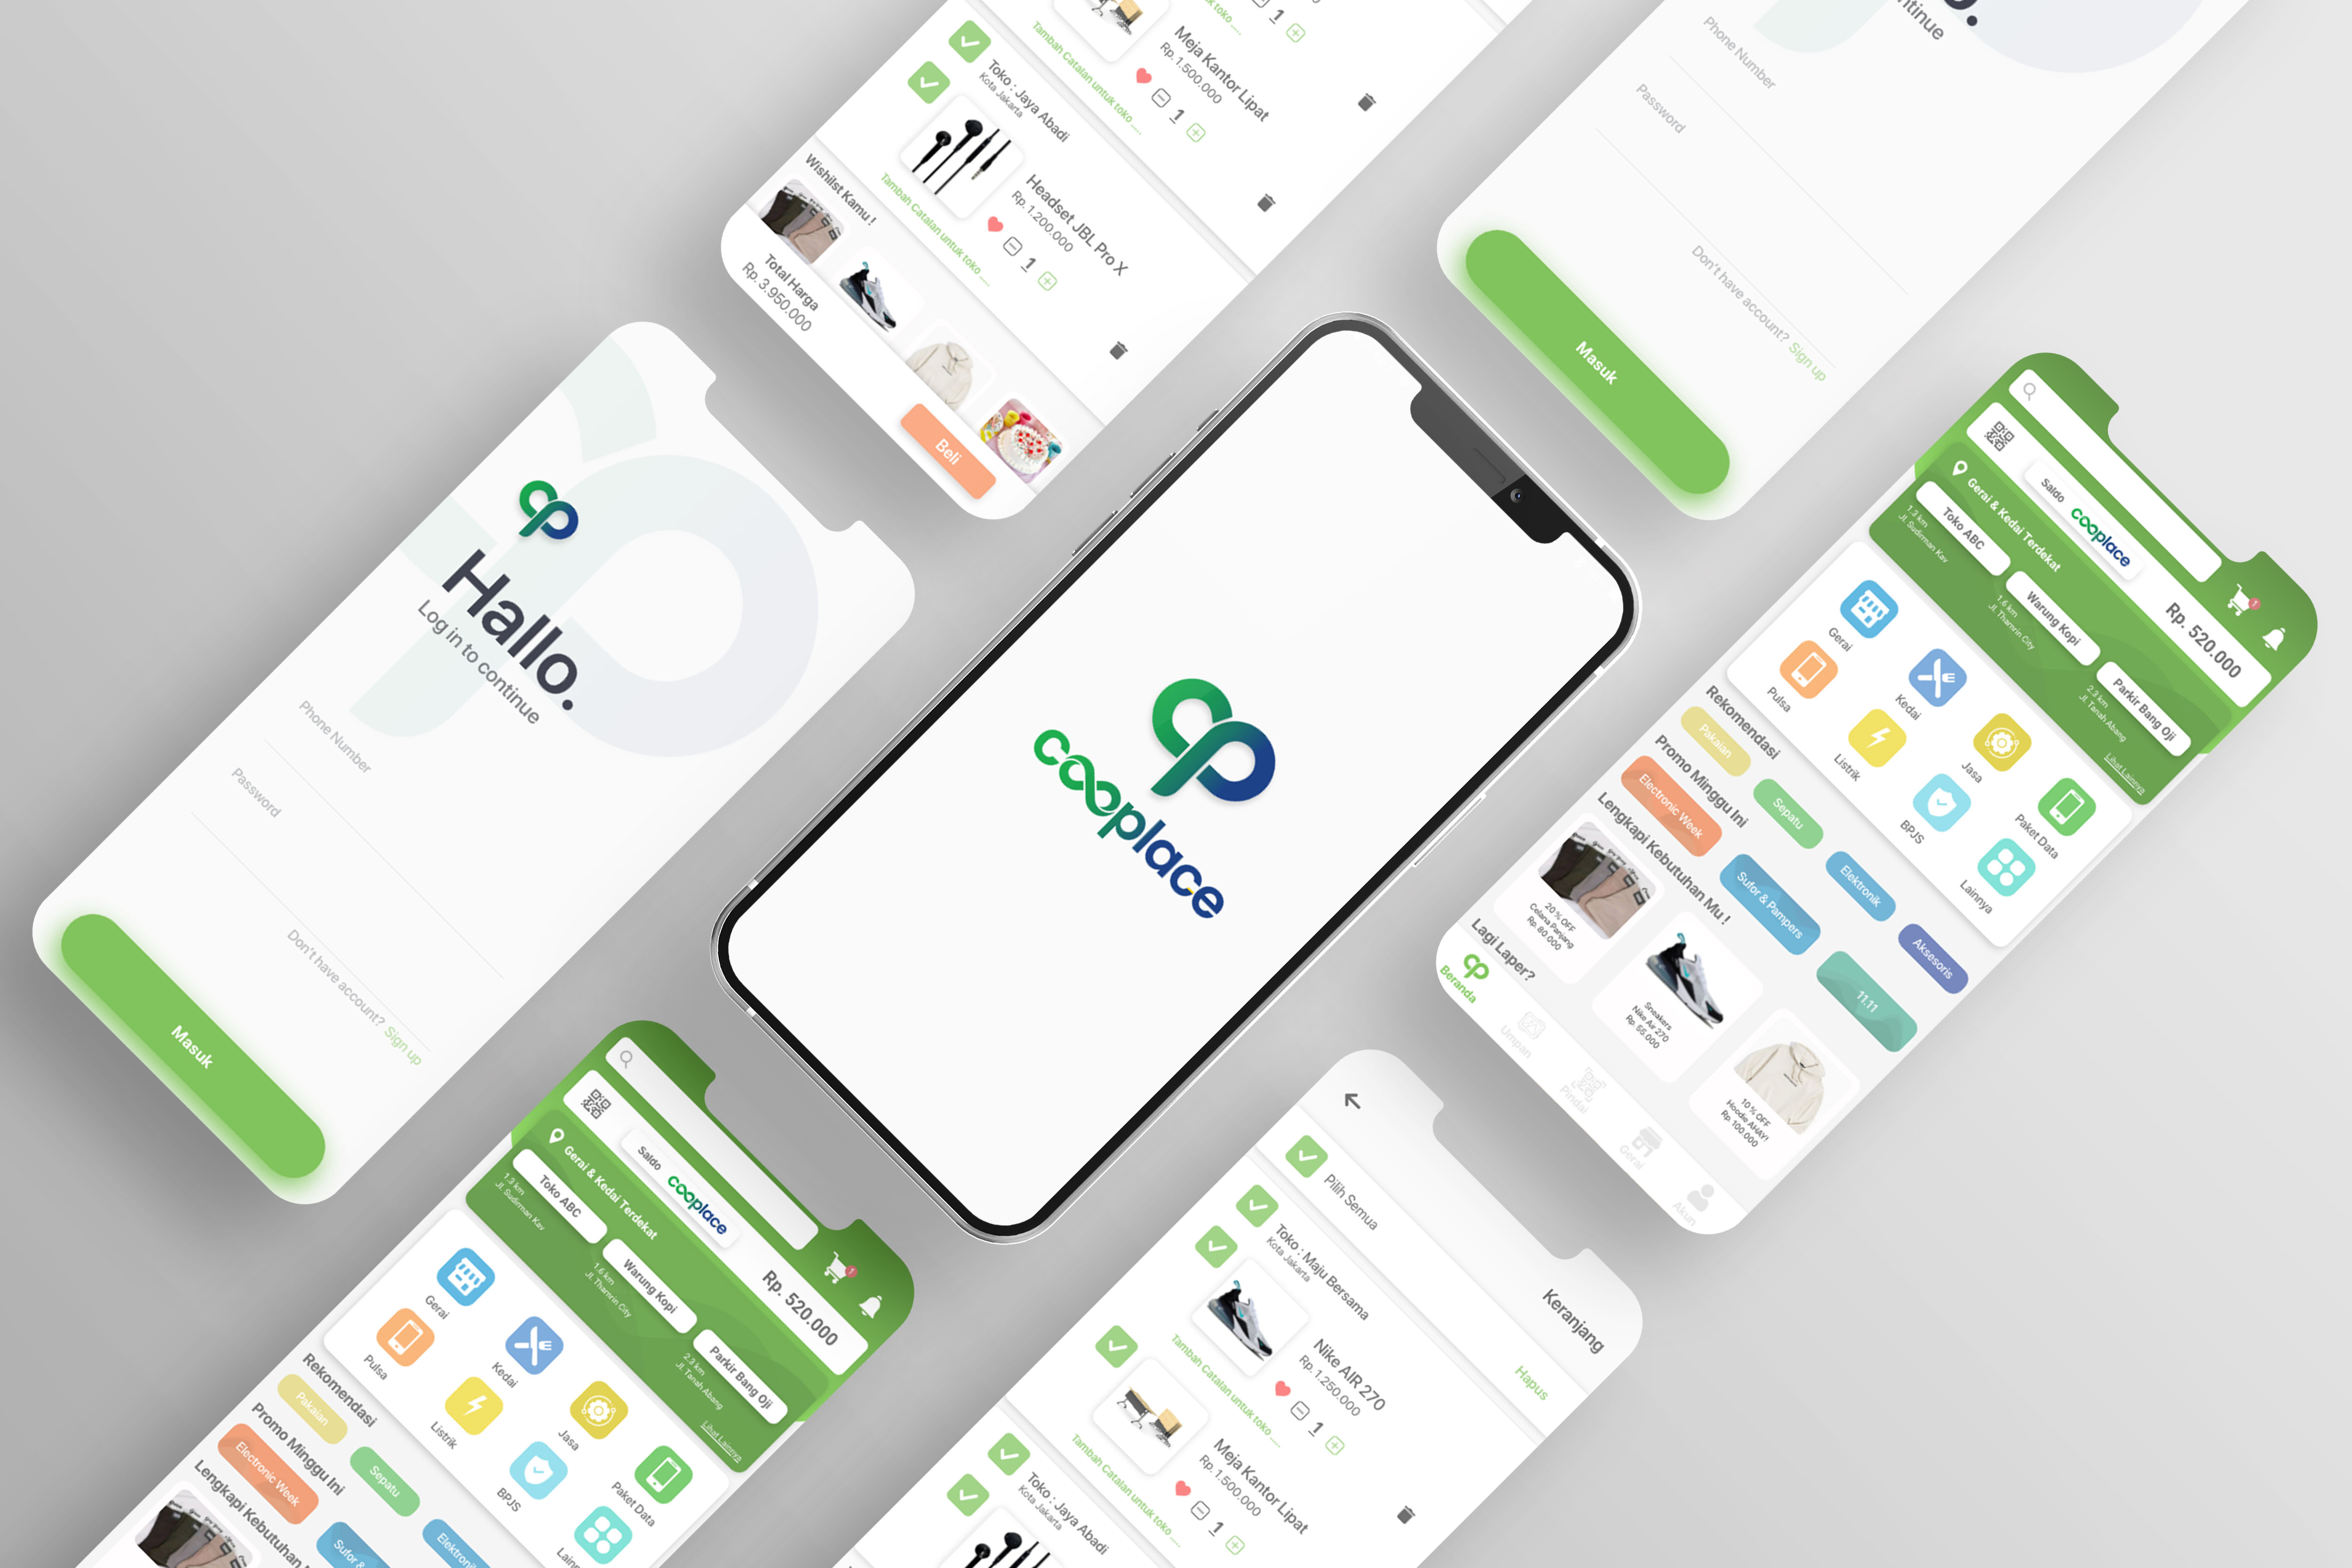 Meja Kantor Lipat
Rp. 1.500.000
1
Tambah Catalan untuk toko ....
Toko : Jaya Abadi
Kota Jakarta
Headset JBL Pro X
Rp. 1.200.000
1
Tambah Catalan untuk toko ....
Wishilst Kamu !
Total Harga
Rp. 3.950.000
Beli
Phone Number
Password
Don't have account? Sign up
Masuk
Hallo.
Log in to continue
Phone Number
Password
Don't have account? Sign up
Masuk
cooplace
Saldo
cooplace
Rp. 520.000
Gerai & Kedai Terdekat
Toko ABC
1.3 km
Jl. Sudirman Kav
Warung Kopi
1.6 km
Jl. Thamrin City
Parkir Bang Oji
2.3 km
Jl. Tanah Abang
Lihat Lainnya
Gerai
Kedai
Jasa
Paket Data
Pulsa
Listrik
BPJS
Lainnya
Rekomendasi
Pakaian
Sepatu
Elektronik
Aksesoris
Promo Minggu Ini
Electronic Week
Sufor & Pampers
11.11
Lengkapi Kebutuhan Mu !
20 % OFF
Celana Panjang
Rp. 80.000
Sneakers
Nike Air 270
Rp. 55.000
10 % OFF
Hoodie AHAY!
Rp. 100.000
Lagi Laper?
Beranda
Umpan
Pindai
Gerai
Akun
Saldo
cooplace
Rp. 520.000
Gerai & Kedai Terdekat
Toko ABC
1.3 km
Jl. Sudirman Kav
Warung Kopi
1.6 km
Jl. Thamrin City
Parkir Bang Oji
2.3 km
Jl. Tanah Abang
Lihat Lainnya
Gerai
Kedai
Jasa
Paket Data
Pulsa
Listrik
BPJS
Rekomendasi
Pakaian
Sepatu
Promo Minggu Ini
Electronic Week
Lengkapi Kebutuhan
Keranjang
Pilih Semua
Hapus
Toko : Maju Bersama
Kota Jakarta
Nike AIR 270
Rp. 1.250.000
1
Tambah Catalan untuk toko ....
Meja Kantor Lipat
Rp. 1.500.000
1
Tambah Catalan untuk toko ....
Toko : Jaya Abadi
Kota Jakarta